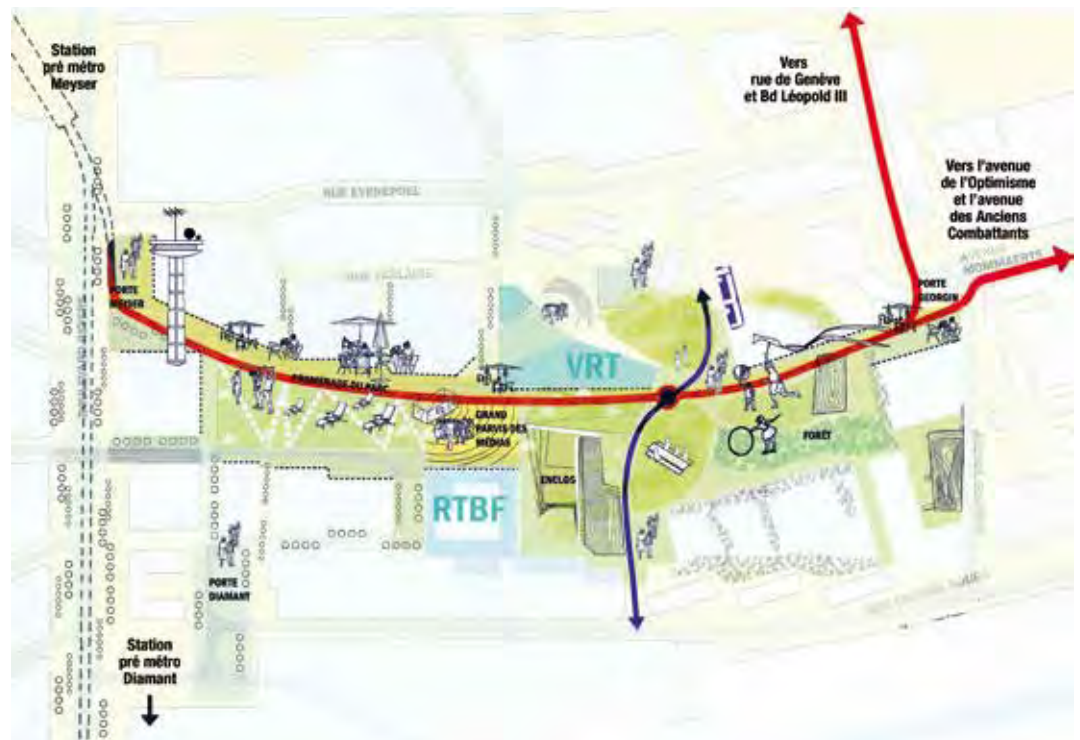 Station
pré métro
Meyser
Vers
rue de Genève
et Bd Léopold III
Vers l'avenue
de l'Optimisme
et l'avenue
des Anciens
Combattants
RUE EVENEPOEL
AVENUE
MOMMAERTS
PORTE
MEYSER
PORTE
GEORGIN
VRT
PROMENADE DU PARC
GRAND
PARVIS DES
MÉDIAS
FORÊT
ENCLOS
RTBF
PORTE
DIAMANT
Station
pré métro
Diamant